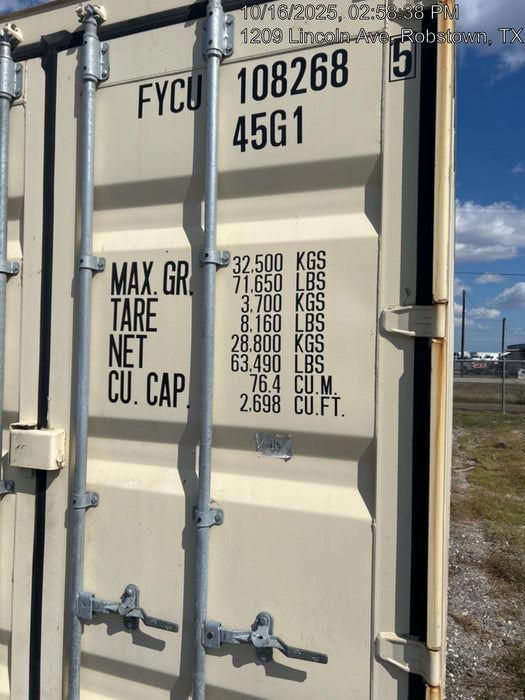 10/16/2025, 02:58:38 PM
1209 Lincoln Ave, Robstown, TX
FYCU 108268 5
45G1
MAX. GR. 32.500 KGS
71.650 LBS
TARE 3.700 KGS
8.160 LBS
NET 28.800 KGS
63.490 LBS
CU. CAP. 76.4 CU.M.
2.698 CU.FT.